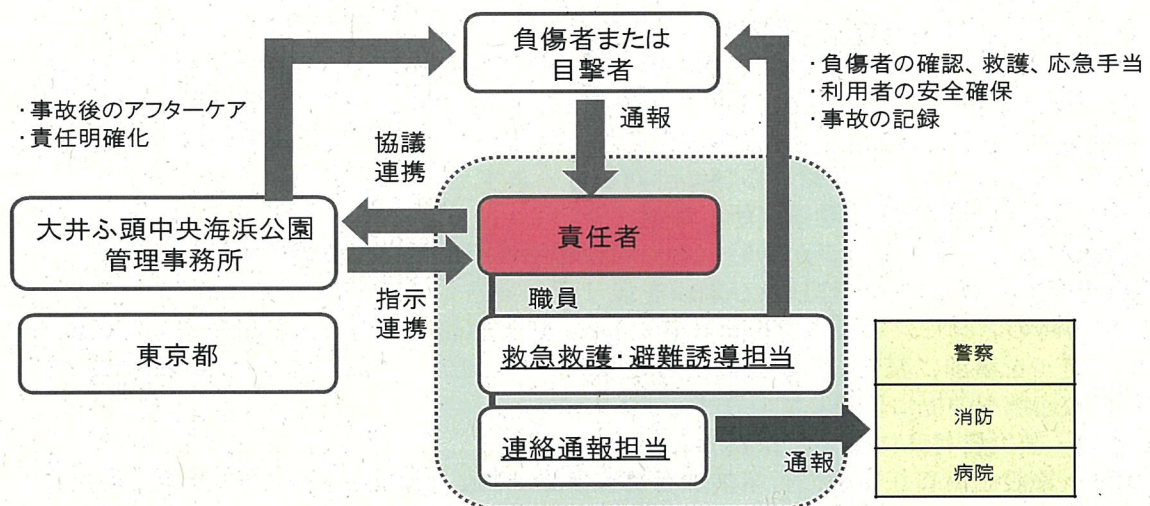 負傷者または
目撃者
・負傷者の確認、救護、応急手当
・利用者の安全確保
・事故の記録
・事故後のアフターケア
・責任明確化
通報
協議
連携
大井ふ頭中央海浜公園
管理事務所
責任者
指示
連携
職員
東京都
救急救護・避難誘導担当
連絡通報担当
通報
警察
消防
病院